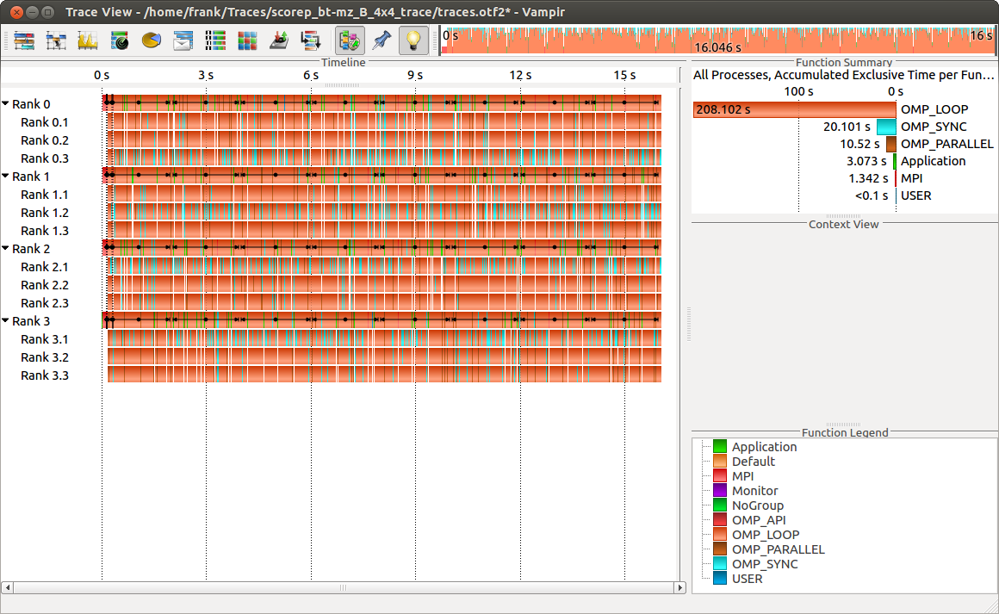 Trace View - /home/frank/Traces/scorep_bt-mz_B_4x4_trace/traces.otf2* - Vampir
0 s 16 s
16.046 s
Timeline
0 s 3 s 6 s 9 s 12 s 15 s
Rank 0
Rank 0.1
Rank 0.2
Rank 0.3
Rank 1
Rank 1.1
Rank 1.2
Rank 1.3
Rank 2
Rank 2.1
Rank 2.2
Rank 2.3
Rank 3
Rank 3.1
Rank 3.2
Rank 3.3
Function Summary
All Processes, Accumulated Exclusive Time per Fun...
100 s 0 s
208.102 s OMP_LOOP
20.101 s OMP_SYNC
10.52 s OMP_PARALLEL
3.073 s Application
1.342 s MPI
<0.1 s USER
Context View
Function Legend
Application
Default
MPI
Monitor
NoGroup
OMP_API
OMP_LOOP
OMP_PARALLEL
OMP_SYNC
USER